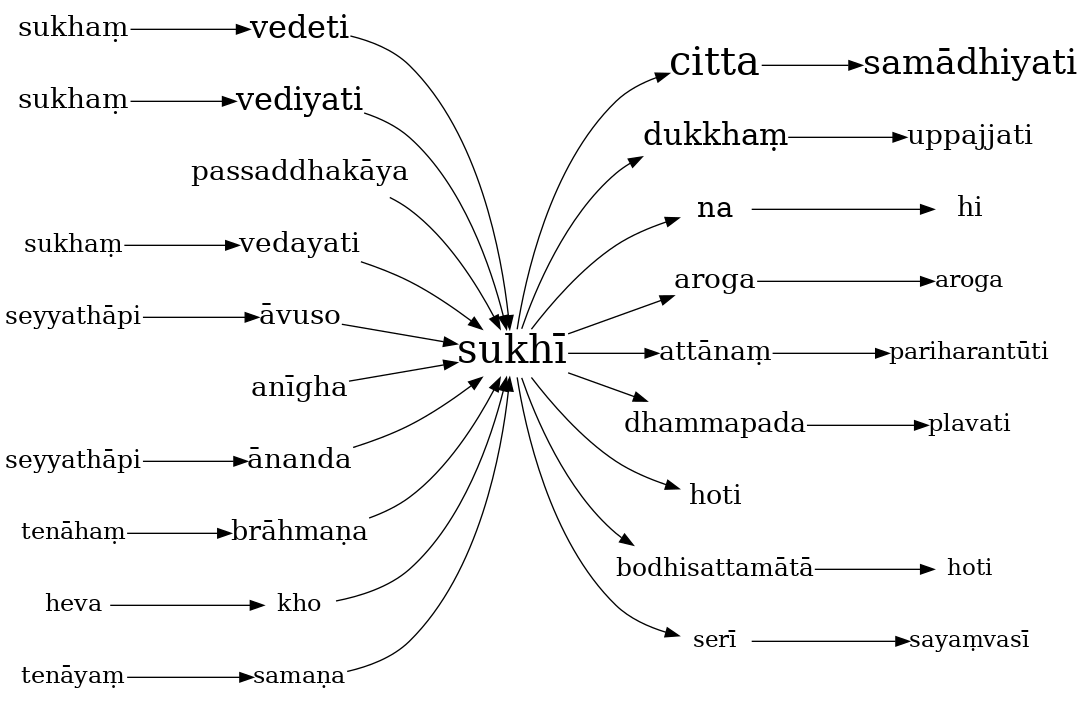 sukhaṃ vedeti
citta samādhiyati
sukhaṃ vediyati
dukkhaṃ uppajjati
passaddhakāya
na hi
sukhaṃ vedayati
aroga aroga
seyyathāpi āvuso
sukhī
attānaṃ pariharantūti
anīgha
dhammapada plavati
seyyathāpi ānanda
hoti
tenāhaṃ brāhmaṇa
bodhisattamātā hoti
heva kho
serī sayaṃvasī
tenāyaṃ samaṇa